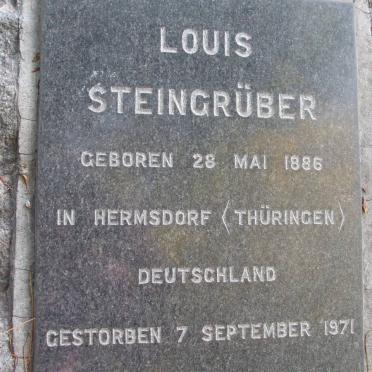 LOUIS
STEINGRÜBER
GEBOREN 28 MAI 1886
IN HERMSDORF ⟨THÜRINGEN⟩
DEUTSCHLAND
GESTORBEN 7 SEPTEMBER 1971